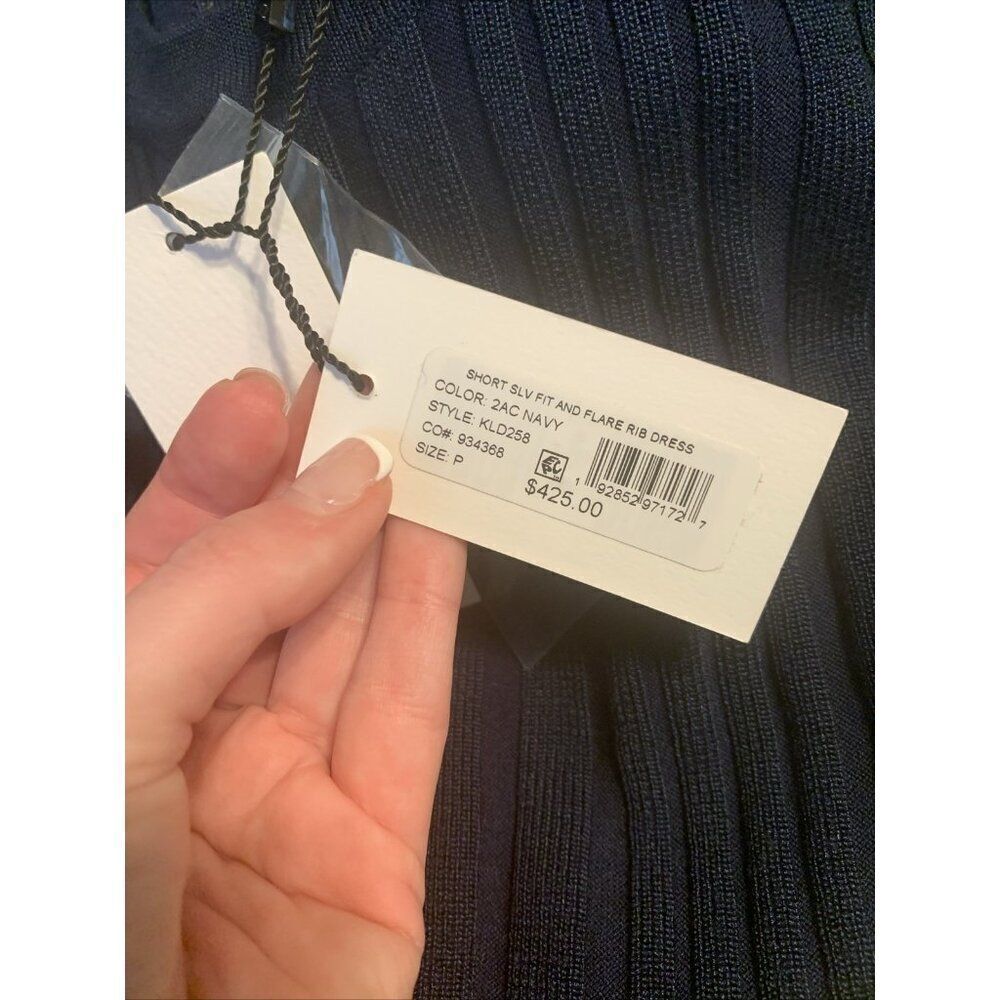 SHORT SLV FIT AND FLARE RIB DRESS
COLOR: 2AC NAVY
STYLE: KLD258
CO#: 934368
SIZE: P
1 92852 97172 7
$425.00